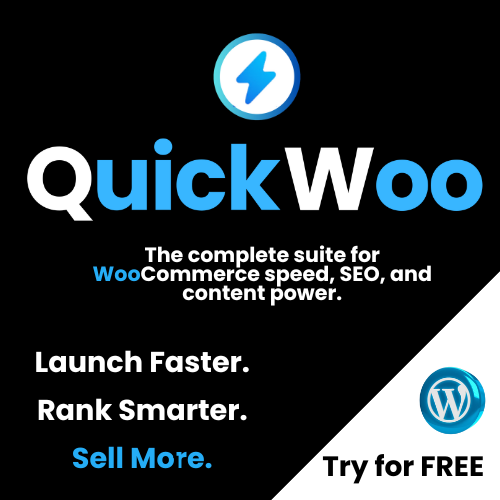 QuickWoo
The complete suite for
WooCommerce speed, SEO, and
content power.
Launch Faster.
Rank Smarter.
Sell More.
Try for FREE